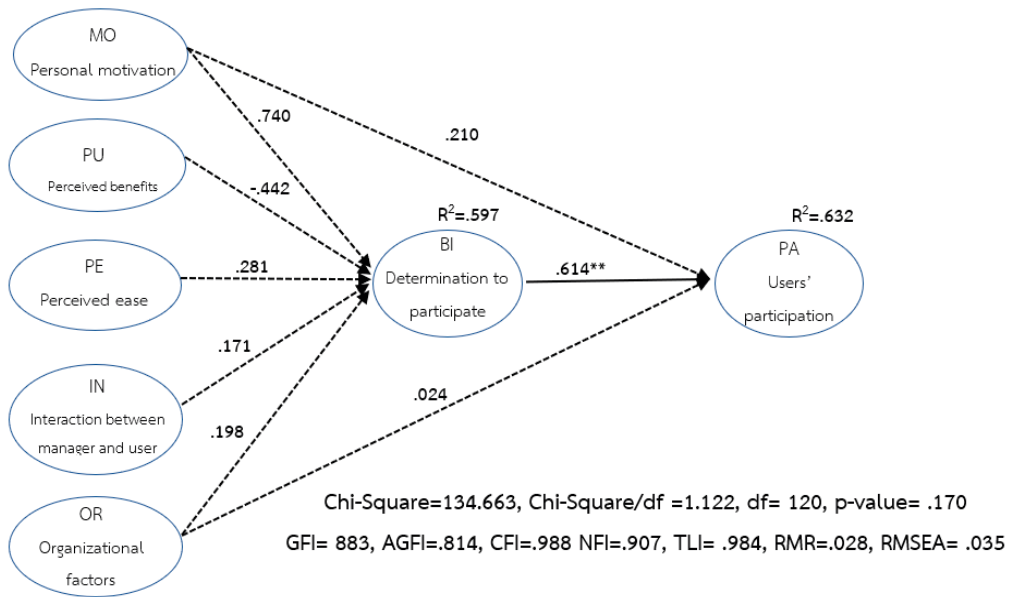 MO
Personal motivation
.740
.210
PU
Perceived benefits
-.442
R²=.597
R²=.632
PE
Perceived ease
.281
BI
Determination to
participate
.614**
PA
Users’
participation
.171
IN
Interaction between
manager and user
.198
.024
OR
Organizational
factors
Chi-Square=134.663, Chi-Square/df =1.122, df= 120, p-value= .170
GFI= 883, AGFI=.814, CFI=.988 NFI=.907, TLI= .984, RMR=.028, RMSEA= .035